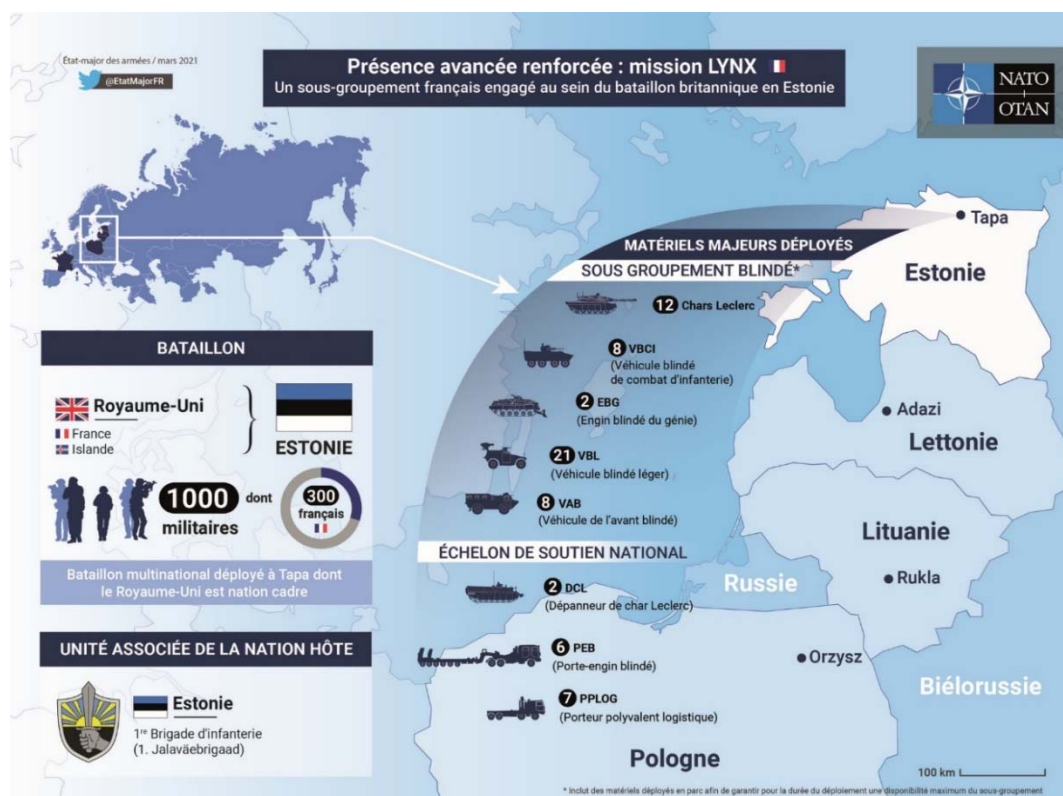 État-major des armées / mars 2021
@EtatMajorFR
Présence avancée renforcée : mission LYNX
Un sous-groupement français engagé au sein du bataillon britannique en Estonie
NATO
OTAN
Tapa
MATÉRIELS MAJEURS DÉPLOYÉS
SOUS GROUPEMENT BLINDÉ*
Estonie
12 Chars Leclerc
8 VBCI
(Véhicule blindé
de combat d'infanterie)
2 EBG
(Engin blindé du génie)
21 VBL
(Véhicule blindé léger)
8 VAB
(Véhicule de l'avant blindé)
ÉCHELON DE SOUTIEN NATIONAL
2 DCL
(Dépanneur de char Leclerc)
6 PEB
(Porte-engin blindé)
7 PPLOG
(Porteur polyvalent logistique)
BATAILLON
Royaume-Uni
France
Islande
ESTONIE
1000 dont
militaires
300
français
Bataillon multinational déployé à Tapa dont
le Royaume-Uni est nation cadre
UNITÉ ASSOCIÉE DE LA NATION HÔTE
Estonie
1re Brigade d'infanterie
(1. Jalaväebrigaad)
Adazi
Lettonie
Lituanie
Rukla
Russie
Orzysz
Biélorussie
Pologne
100 km
* Inclut des matériels déployés en parc afin de garantir pour la durée du déploiement une disponibilité maximum du sous-groupement